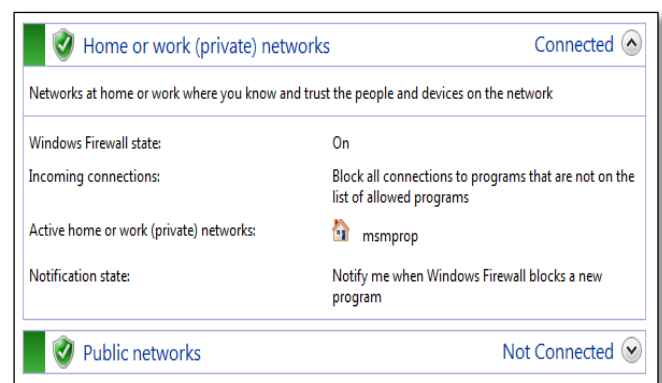 Home or work (private) networks Connected
Networks at home or work where you know and trust the people and devices on the network
Windows Firewall state: On
Incoming connections: Block all connections to programs that are not on the
list of allowed programs
Active home or work (private) networks: msmprop
Notification state: Notify me when Windows Firewall blocks a new
program
Public networks Not Connected